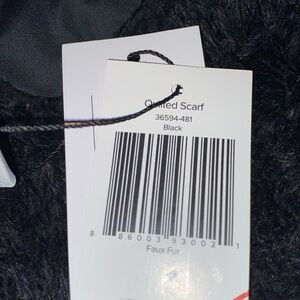 Quilted Scarf
36594-481
Black
8 86003 93002 1
Faux Fur